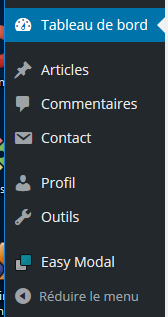 Tableau de bord
Articles
Commentaires
Contact
Profil
Outils
Easy Modal
Réduire le menu